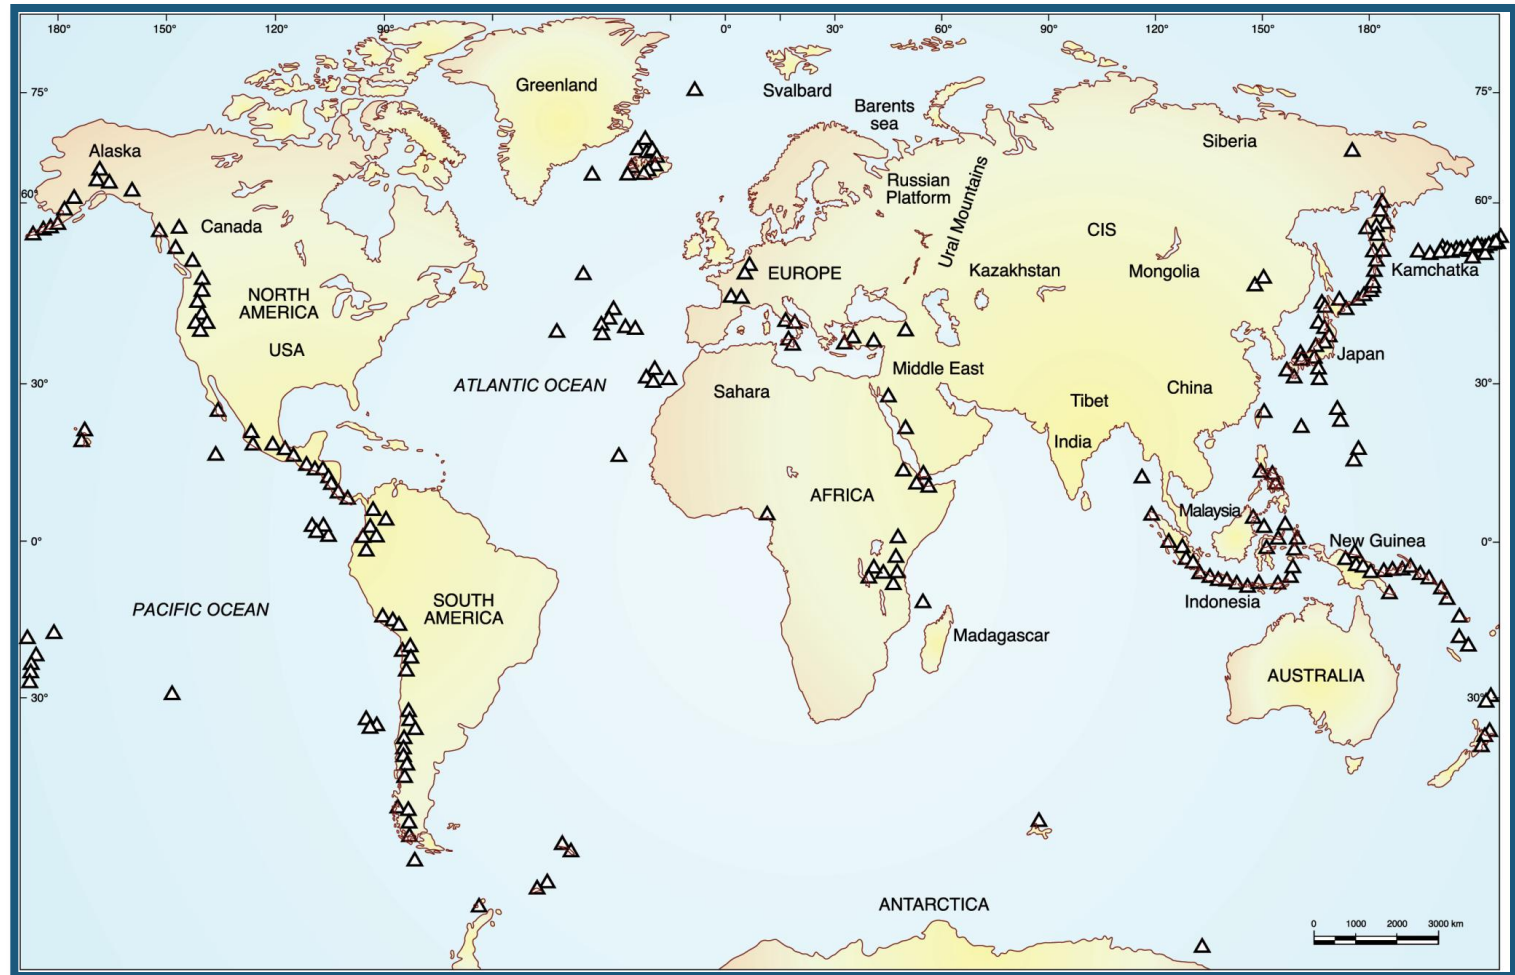 180°
150°
120°
90°
0°
30°
60°
90°
120°
150°
180°
75°
75°
Greenland
Svalbard
Barents
sea
Siberia
Alaska
Russian
Platform
Ural Mountains
60°
60°
Canada
CIS
EUROPE
Kazakhstan
Mongolia
Kamchatka
NORTH
AMERICA
USA
Japan
Middle East
ATLANTIC OCEAN
30°
30°
Sahara
China
Tibet
India
AFRICA
Malaysia
0°
0°
New Guinea
Indonesia
PACIFIC OCEAN
SOUTH
AMERICA
Madagascar
AUSTRALIA
30°
30°
ANTARCTICA
0 1000 2000 3000 km